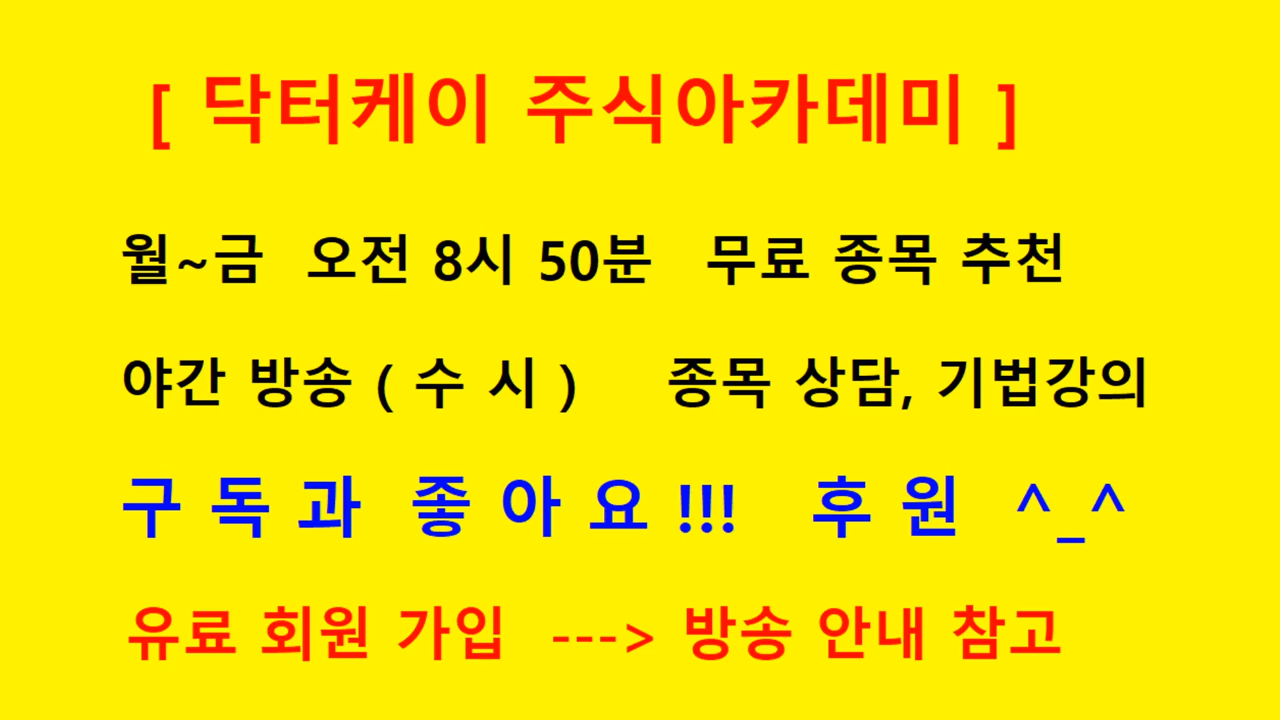 [ 닥터케이 주식아카데미 ]
월~금 오전 8시 50분 무료 종목 추천
야간 방송 ( 수 시 ) 종목 상담, 기법강의
구 독 과 좋 아 요 !!! 후 원 ^_^
유료 회원 가입 ---> 방송 안내 참고